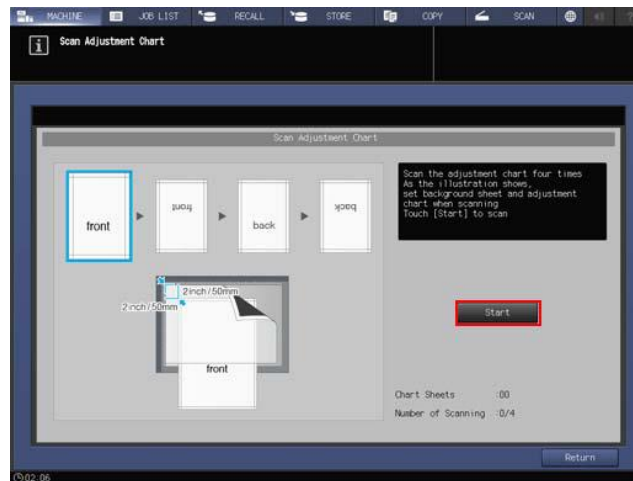 MACHINE JOB LIST RECALL STORE COPY SCAN
Scan Adjustment Chart
Scan Adjustment Chart
front
front
back
back
Scan the adjustment chart four times
As the illustration shows,
set background sheet and adjustment
chart when scanning
Touch [Start] to scan
2inch/50mm
2inch/50mm
front
Start
Chart Sheets :00
Number of Scanning :0/4
Return
02:06